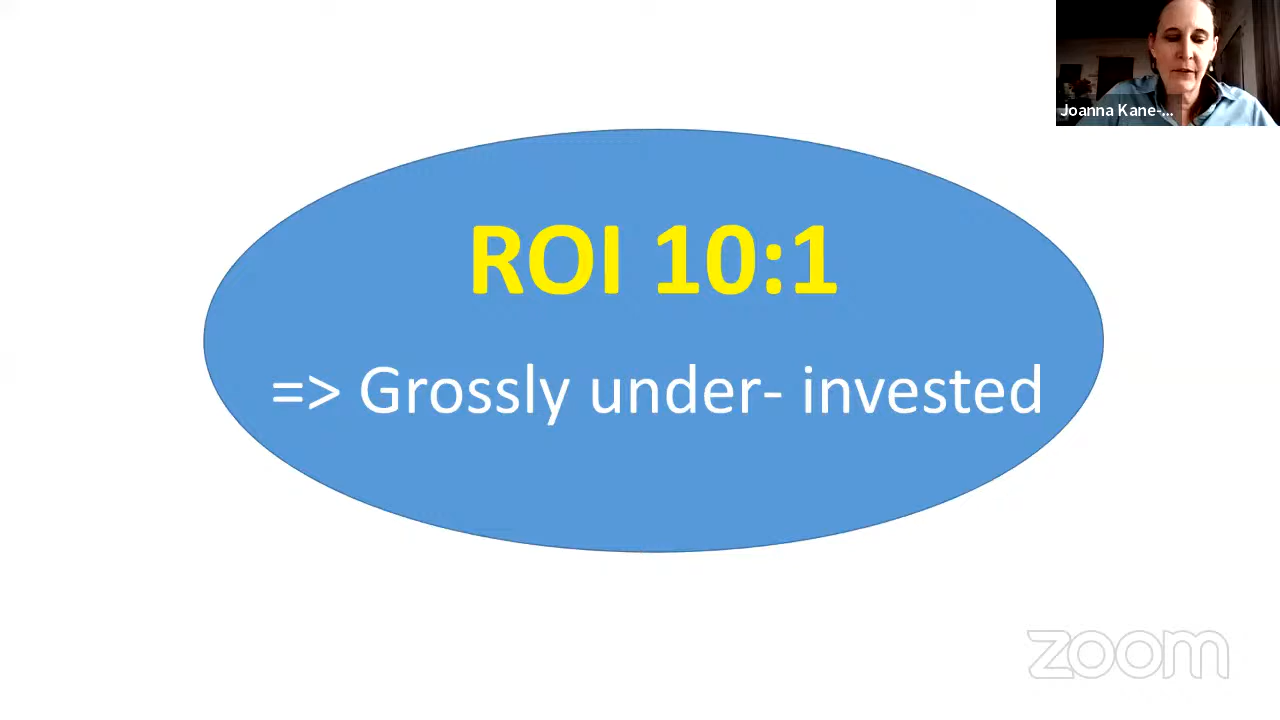 Joanna Kane-...
ROI 10:1
=> Grossly under- invested
zoom